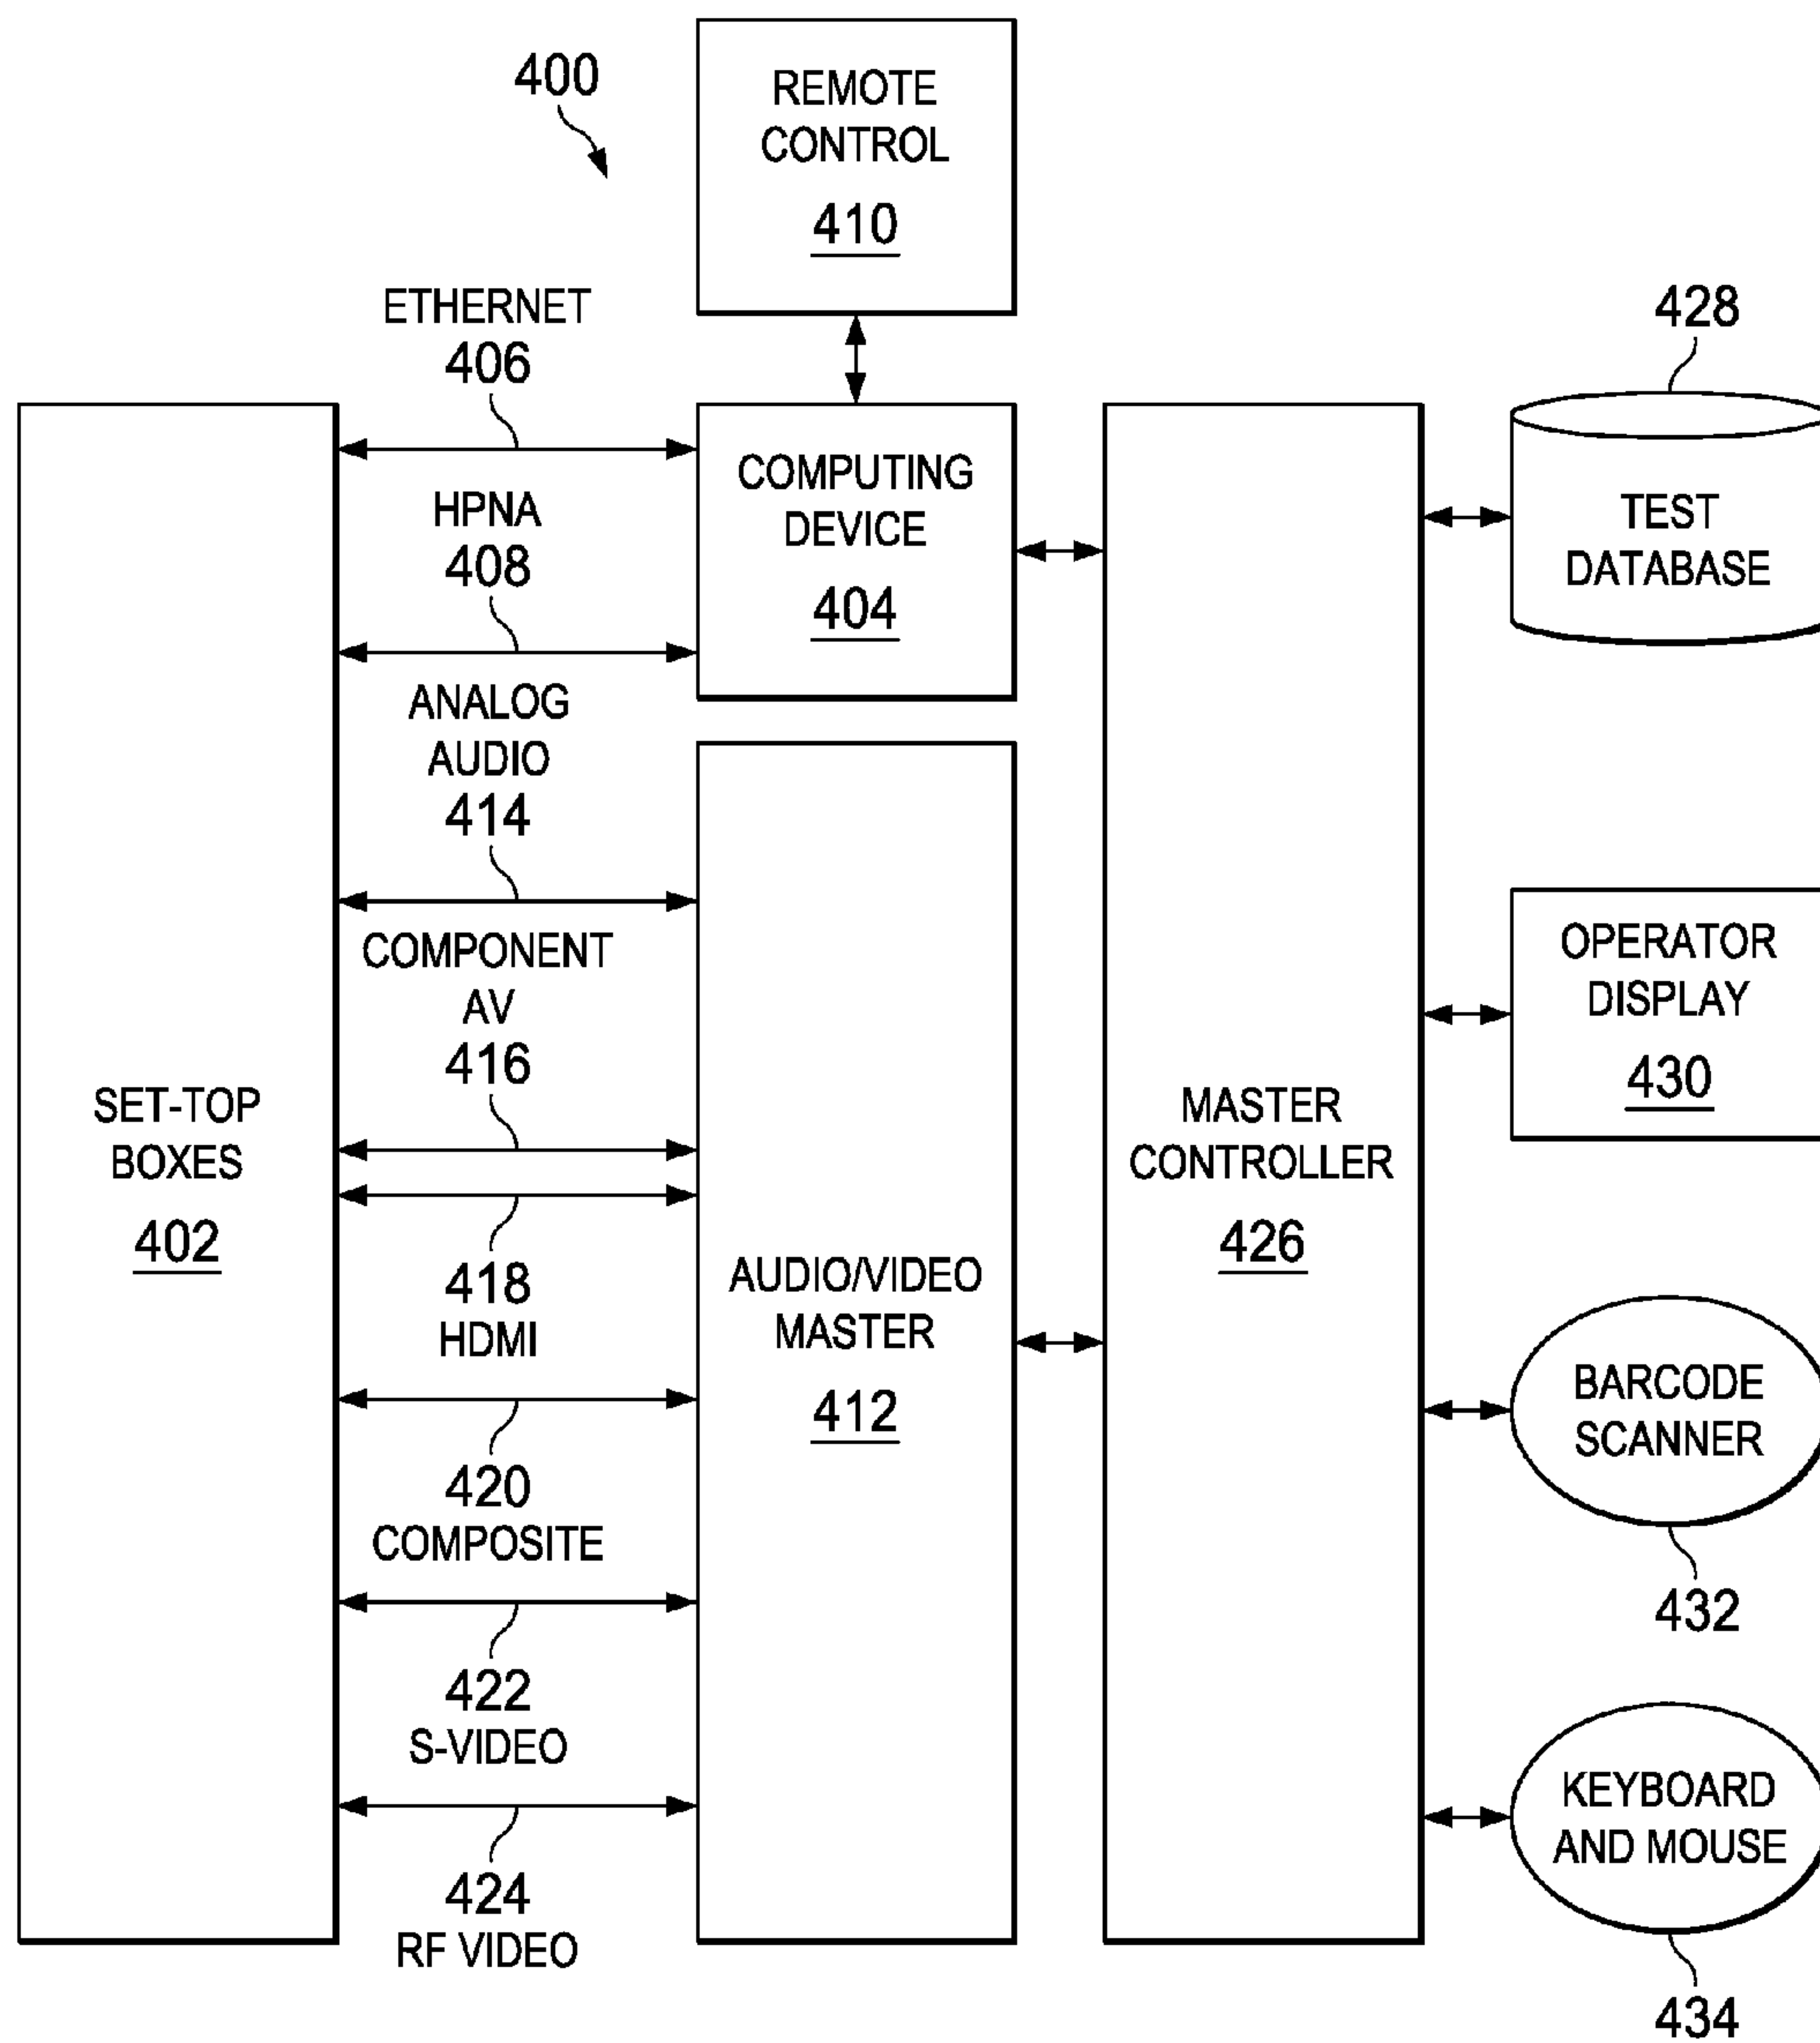 400
REMOTE
CONTROL
410
ETHERNET
406
HPNA
408
ANALOG
AUDIO
414
COMPONENT
AV
416
418
HDMI
420
COMPOSITE
422
S-VIDEO
424
RF VIDEO
SET-TOP
BOXES
402
COMPUTING
DEVICE
404
AUDIO/VIDEO
MASTER
412
MASTER
CONTROLLER
426
428
TEST
DATABASE
OPERATOR
DISPLAY
430
BARCODE
SCANNER
432
KEYBOARD
AND MOUSE
434